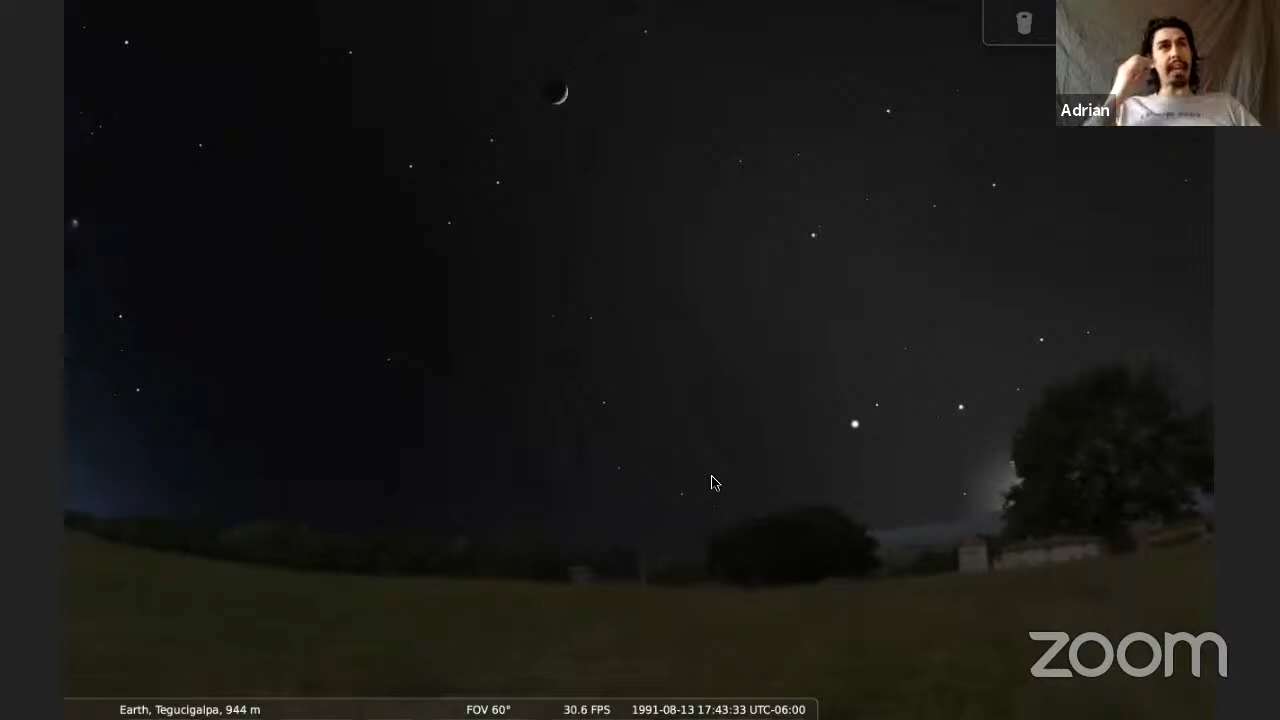 Adrian
zoom
Earth, Tegucigalpa, 944 m FOV 60° 30.6 FPS 1991-08-13 17:43:33 UTC-06:00